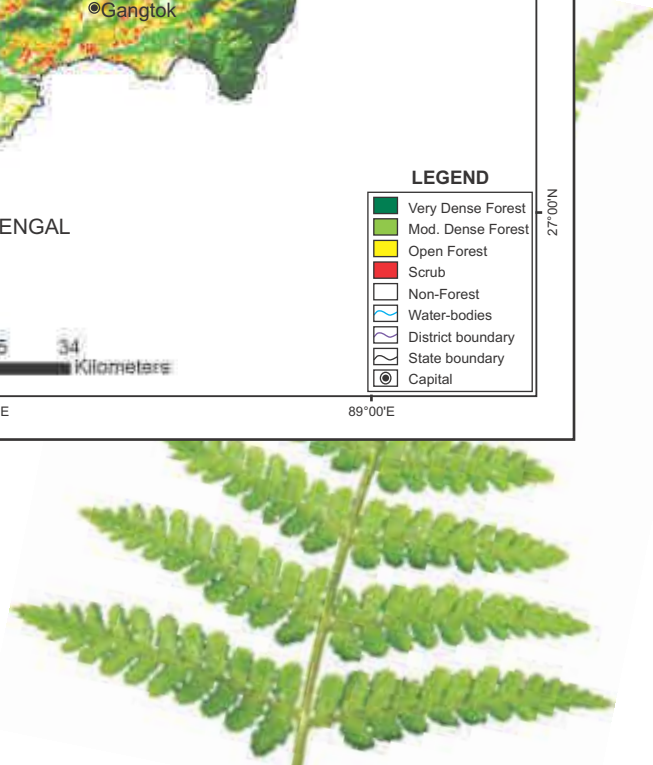 Gangtok
LEGEND
Very Dense Forest
Mod. Dense Forest
Open Forest
Scrub
Non-Forest
Water-bodies
District boundary
State boundary
Capital
27°00'N
ENGAL
5 34
Kilometers
E 89°00'E